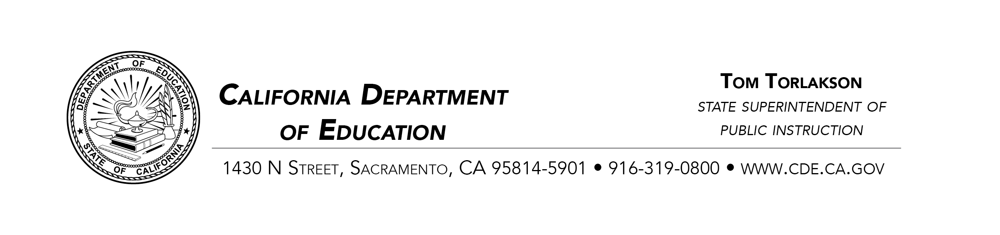 DEPARTMENT OF EDUCATION
STATE OF CALIFORNIA
CALIFORNIA DEPARTMENT
OF EDUCATION
TOM TORLAKSON
STATE SUPERINTENDENT OF
PUBLIC INSTRUCTION
1430 N STREET, SACRAMENTO, CA 95814-5901 • 916-319-0800 • WWW.CDE.CA.GOV